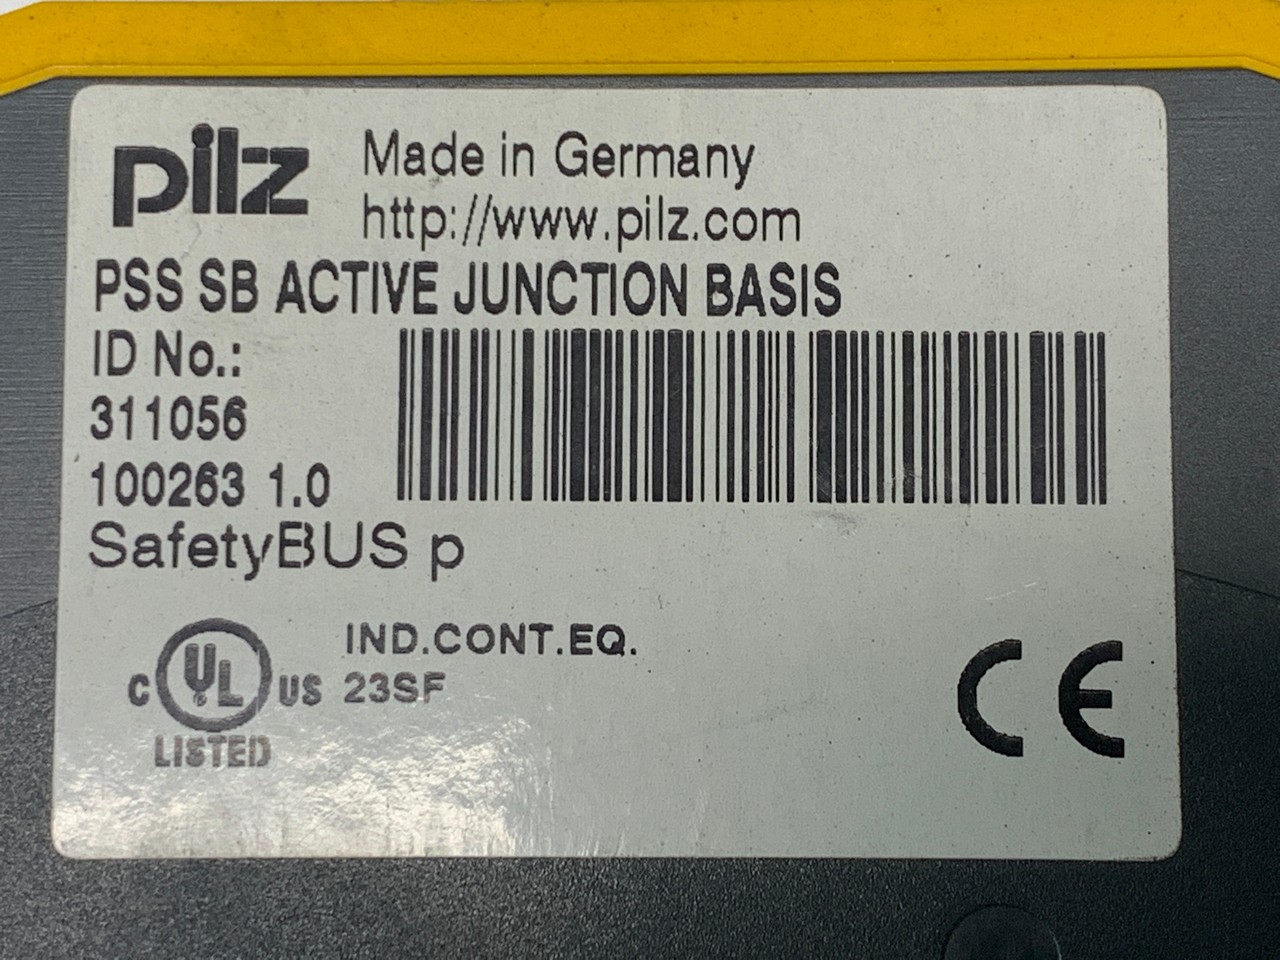 pilz
Made in Germany
http://www.pilz.com
PSS SB ACTIVE JUNCTION BASIS
ID No.:
311056
100263 1.0
SafetyBUS p
C UL US
LISTED
IND.CONT.EQ.
23SF
CE